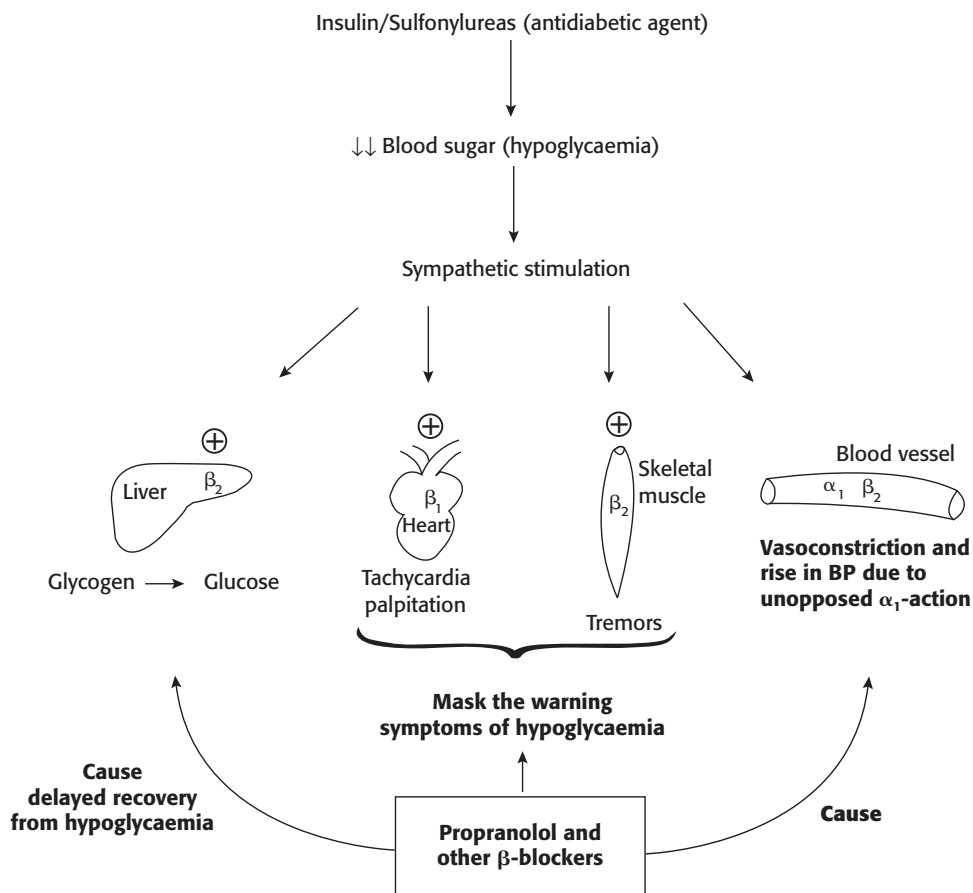 Insulin/Sulfonylureas (antidiabetic agent)
↓↓ Blood sugar (hypoglycaemia)
Sympathetic stimulation
Liver
β₂
Glycogen → Glucose
β₁
Heart
Tachycardia
palpitation
Skeletal
muscle
β₂
Tremors
Blood vessel
α₁ β₂
Vasoconstriction and
rise in BP due to
unopposed α₁-action
Mask the warning
symptoms of hypoglycaemia
Cause
delayed recovery
from hypoglycaemia
Propranolol and
other β-blockers
Cause